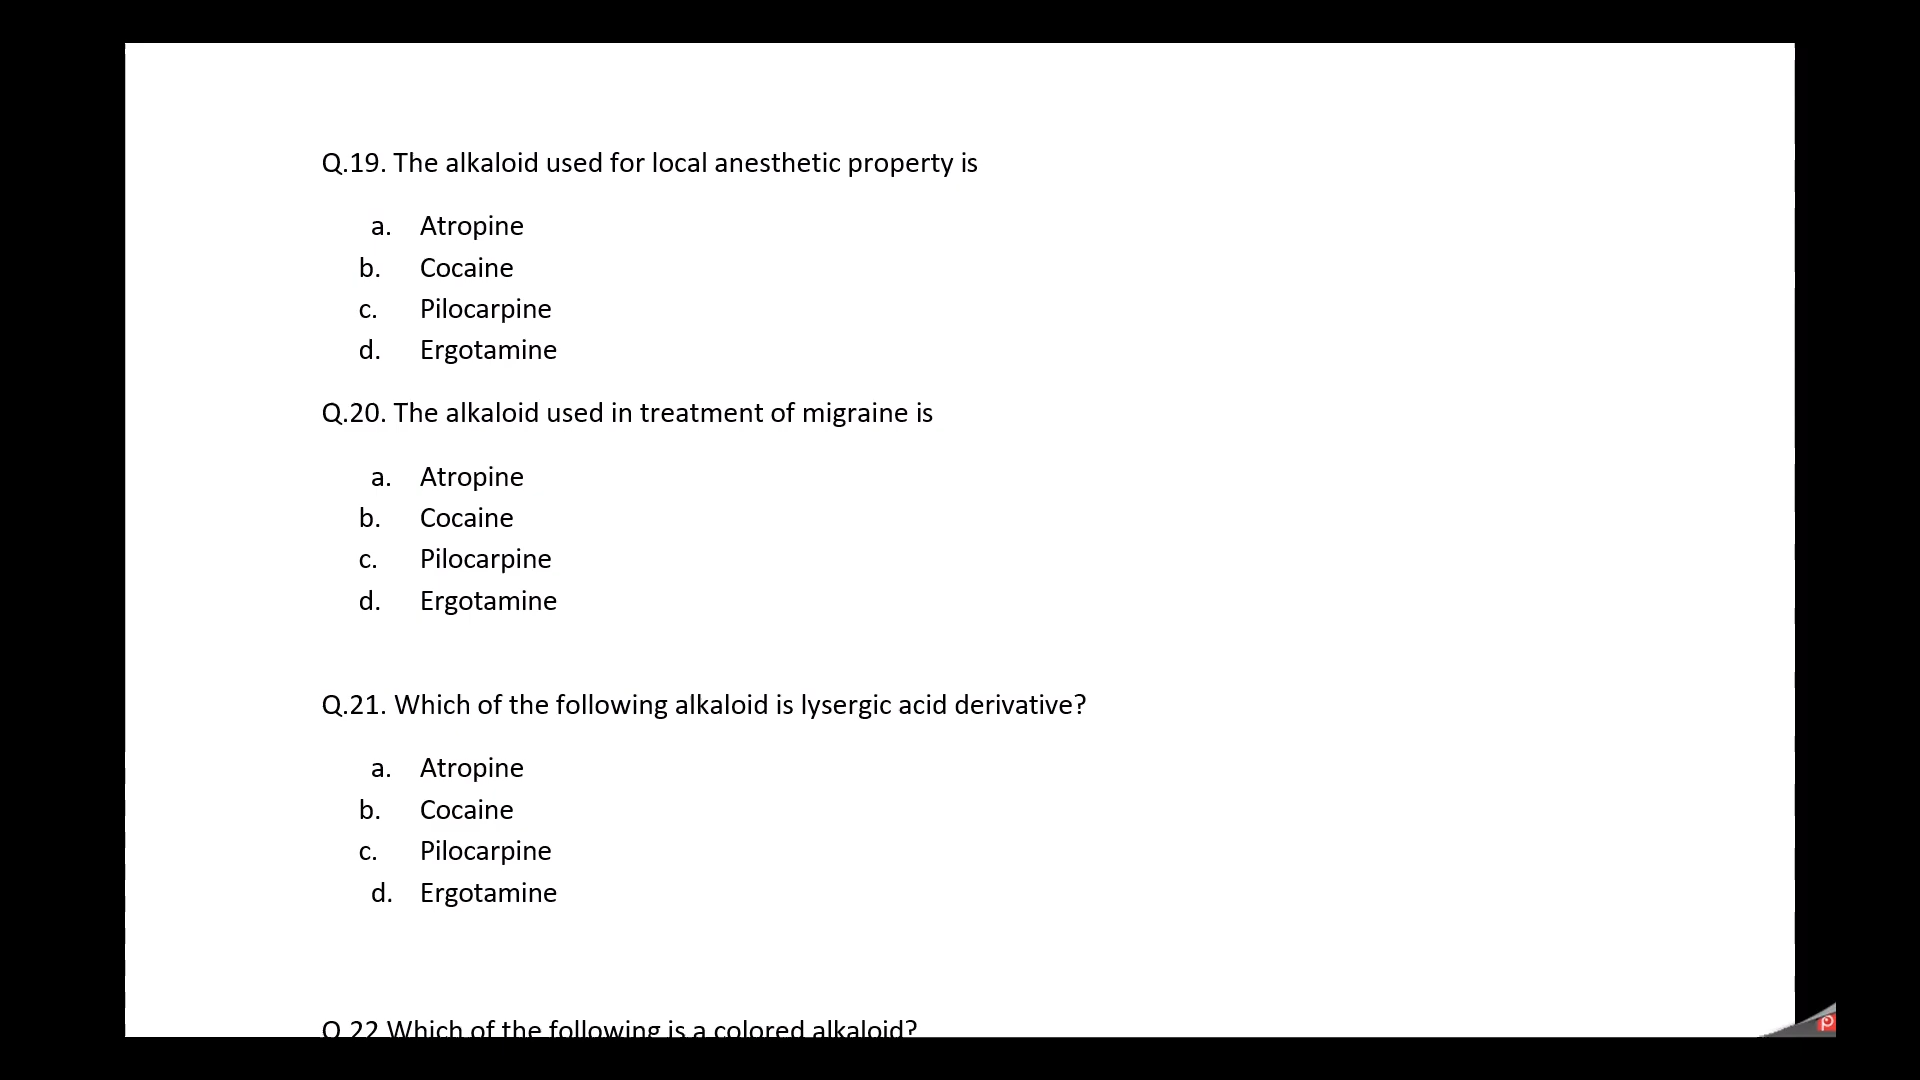 Q.19. The alkaloid used for local anesthetic property is
a. Atropine
b. Cocaine
c. Pilocarpine
d. Ergotamine
Q.20. The alkaloid used in treatment of migraine is
a. Atropine
b. Cocaine
c. Pilocarpine
d. Ergotamine
Q.21. Which of the following alkaloid is lysergic acid derivative?
a. Atropine
b. Cocaine
c. Pilocarpine
d. Ergotamine
Q.22 Which of the following is a colored alkaloid?